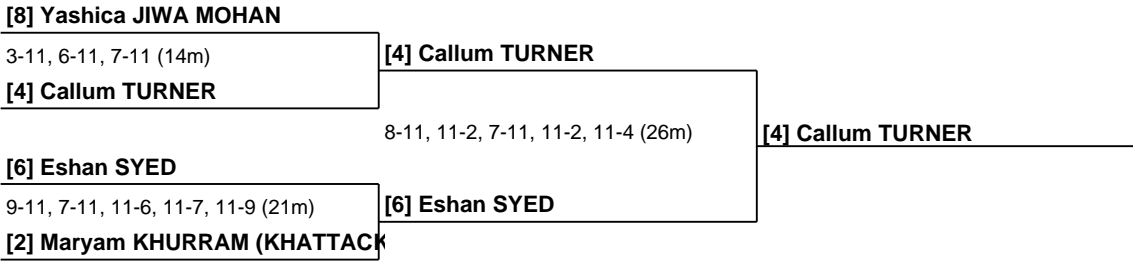 [8] Yashica JIWA MOHAN
3-11, 6-11, 7-11 (14m)
[4] Callum TURNER
[4] Callum TURNER
8-11, 11-2, 7-11, 11-2, 11-4 (26m)
[4] Callum TURNER
[6] Eshan SYED
9-11, 7-11, 11-6, 11-7, 11-9 (21m)
[6] Eshan SYED
[2] Maryam KHURRAM (KHATTACK